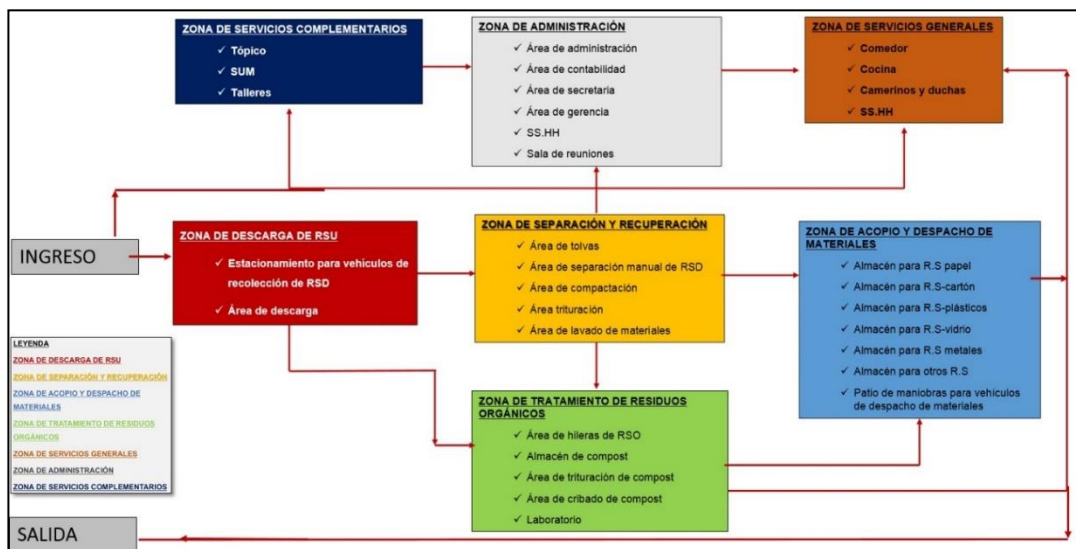 ZONA DE SERVICIOS COMPLEMENTARIOS
✓ Tópico
✓ SUM
✓ Talleres
ZONA DE ADMINISTRACIÓN
✓ Área de administración
✓ Área de contabilidad
✓ Área de secretaria
✓ Área de gerencia
✓ SS.HH
✓ Sala de reuniones
ZONA DE SERVICIOS GENERALES
✓ Comedor
✓ Cocina
✓ Camerinos y duchas
✓ SS.HH
INGRESO
ZONA DE DESCARGA DE RSU
✓ Estacionamiento para vehículos de
recolección de RSD
✓ Área de descarga
ZONA DE SEPARACIÓN Y RECUPERACIÓN
✓ Área de tolvas
✓ Área de separación manual de RSD
✓ Área de compactación
✓ Área trituración
✓ Área de lavado de materiales
ZONA DE ACOPIO Y DESPACHO DE
MATERIALES
✓ Almacén para R.S papel
✓ Almacén para R.S-cartón
✓ Almacén para R.S-plásticos
✓ Almacén para R.S-vidrio
✓ Almacén para R.S metales
✓ Almacén para otros R.S
✓ Patio de maniobras para vehículos
de despacho de materiales
LEYENDA
ZONA DE DESCARGA DE RSU
ZONA DE SEPARACIÓN Y RECUPERACIÓN
ZONA DE ACOPIO Y DESPACHO DE
MATERIALES
ZONA DE TRATAMIENTO DE RESIDUOS
ORGÁNICOS
ZONA DE SERVICIOS GENERALES
ZONA DE ADMINISTRACIÓN
ZONA DE SERVICIOS COMPLEMENTARIOS
ZONA DE TRATAMIENTO DE RESIDUOS
ORGÁNICOS
✓ Área de hileras de RSO
✓ Almacén de compost
✓ Área de trituración de compost
✓ Área de cribado de compost
✓ Laboratorio
SALIDA